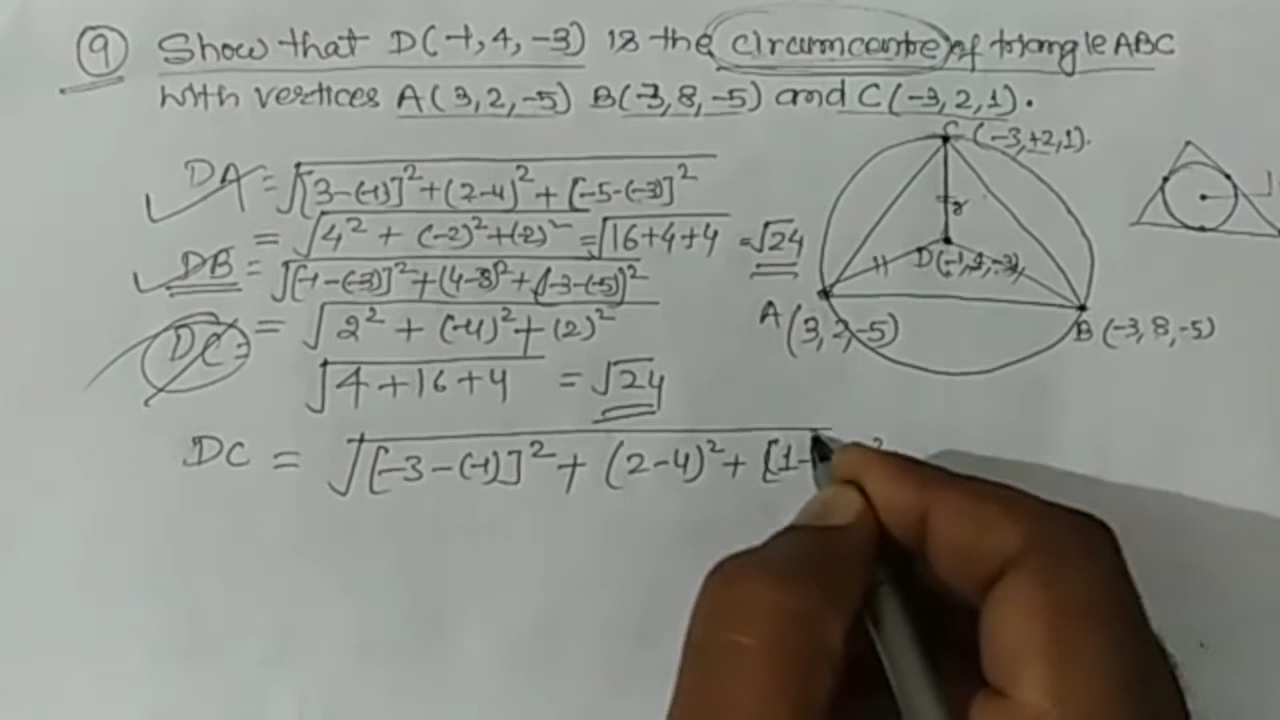 9 Show that D(-1, 4, -3) is the circumcentre of triangle ABC
with vertices A(3, 2, -5) B(-3, 8, -5) and C(-3, 2, 1).
C (-3, +2, 1).
DA = √[3-(-1)]² + (2-4)² + [-5-(-3)]²
= √4² + (-2)² + (-2)² = √16+4+4 = √24
DB = √[-1-(-3)]² + (4-8)² + [-3-(-5)]²
D(-1, 4, -3)
= √2² + (-4)² + (2)²
DC =
A (3, 2, -5)
B (-3, 8, -5)
√4+16+4 = √24
DC = √[-3-(-1)]² + (2-4)² + [1-